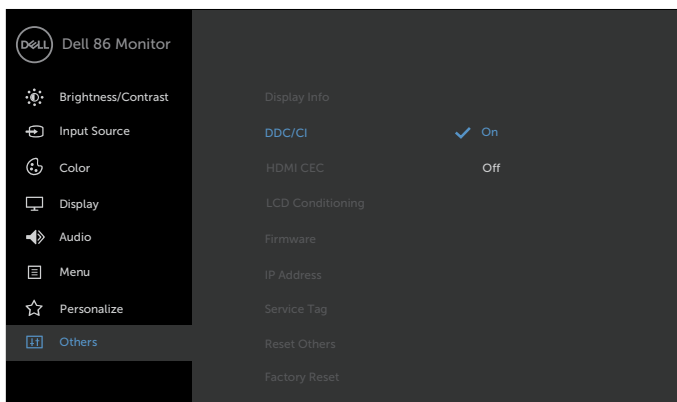 DELL Dell 86 Monitor
Brightness/Contrast
Input Source
Color
Display
Audio
Menu
Personalize
Others
Display Info
DDC/CI On
HDMI CEC Off
LCD Conditioning
Firmware
IP Address
Service Tag
Reset Others
Factory Reset